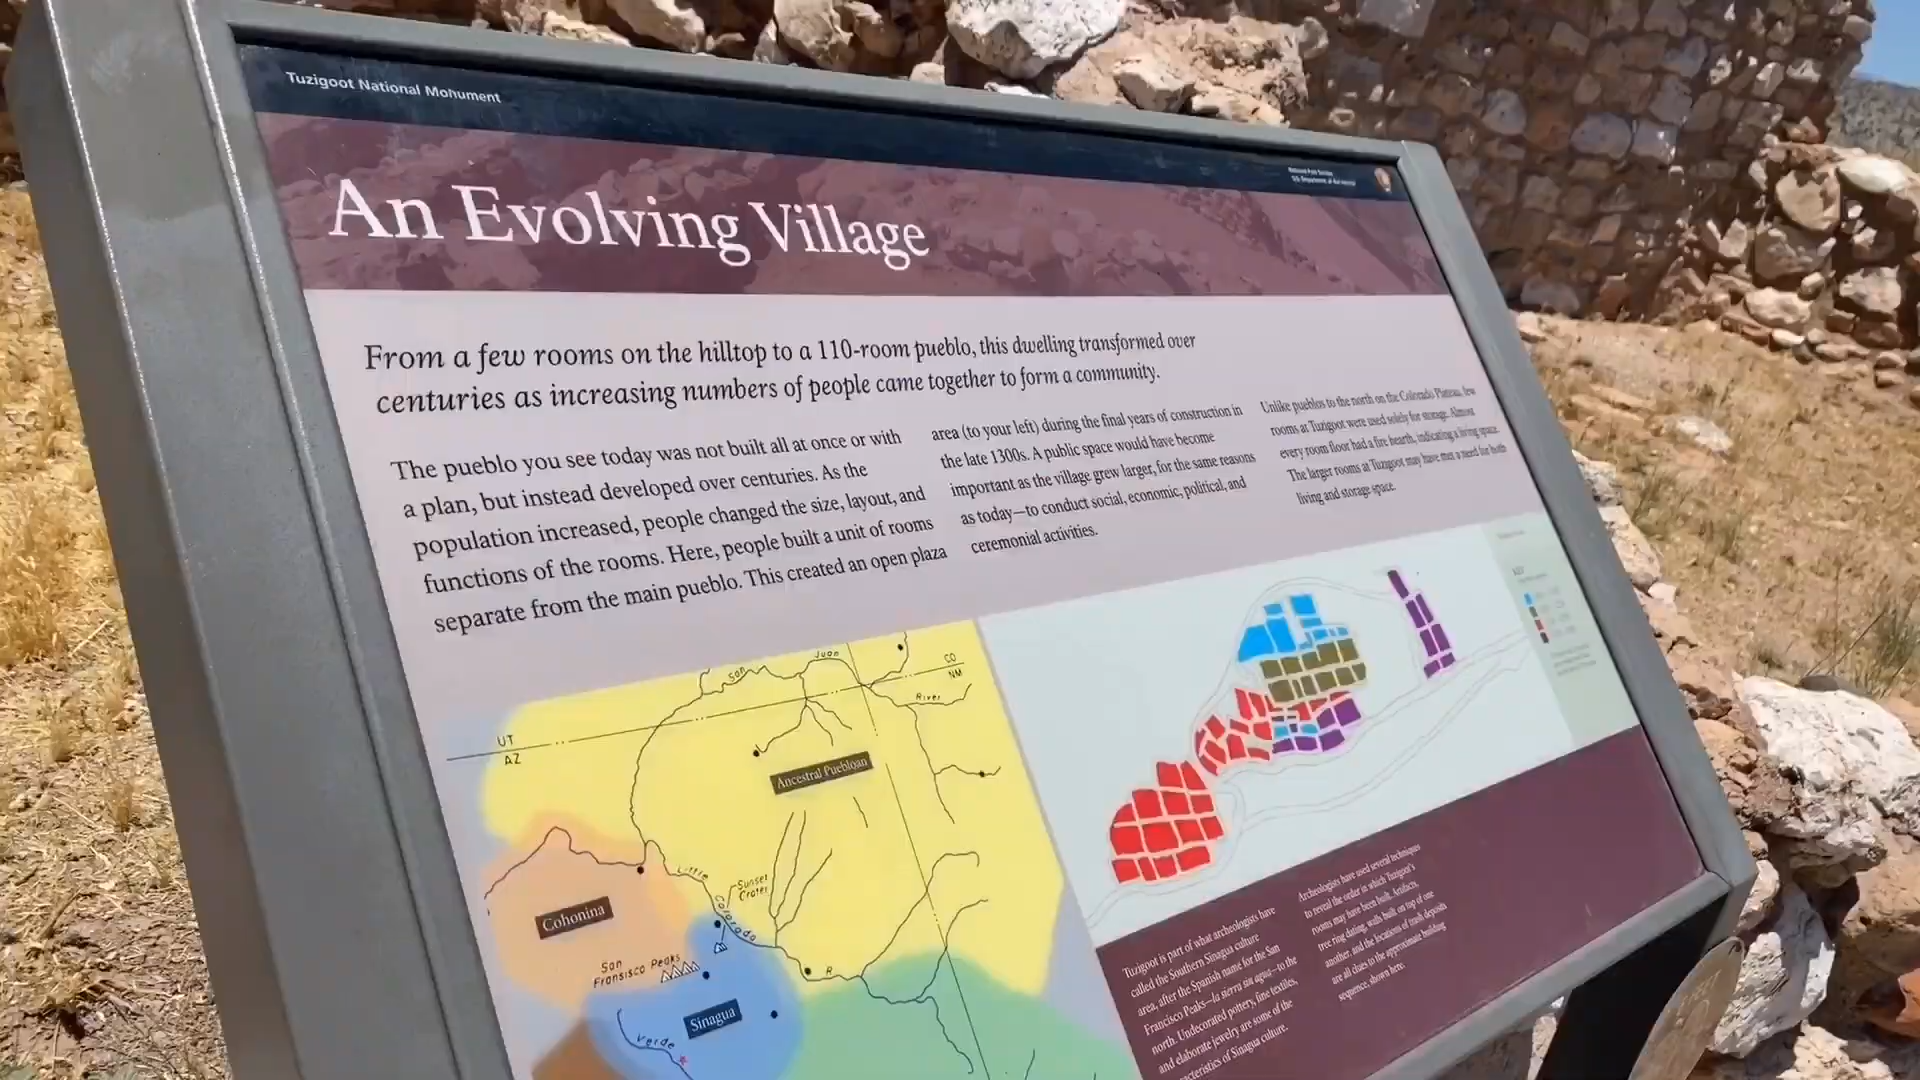 Tuzigoot National Monument
National Park Service
U.S. Department of the Interior
An Evolving Village
From a few rooms on the hilltop to a 110-room pueblo, this dwelling transformed over
centuries as increasing numbers of people came together to form a community.
The pueblo you see today was not built all at once or with
a plan, but instead developed over centuries. As the
population increased, people changed the size, layout, and
functions of the rooms. Here, people built a unit of rooms
separate from the main pueblo. This created an open plaza
area (to your left) during the final years of construction in
the late 1300s. A public space would have become
important as the village grew larger, for the same reasons
as today—to conduct social, economic, political, and
ceremonial activities.
Unlike pueblos to the north on the Colorado Plateau, few
rooms at Tuzigoot were used solely for storage. Almost
every room floor had a fire hearth, indicating a living space.
The larger rooms at Tuzigoot may have met a need for both
living and storage space.
San Juan
River
CO
NM
UT
AZ
Ancestral Puebloan
Little
Colorado
R
Sunset
Crater
Cohonina
San
Fransisco Peaks
Sinagua
Verde
Tuzigoot is part of what archeologists have
called the Southern Sinagua culture
area, after the Spanish name for the San
Francisco Peaks—la sierra sin agua—to the
north. Undecorated pottery, fine textiles,
and elaborate jewelry are some of the
acteristics of Sinagua culture.
Archeologists have used several techniques
to reveal the order in which Tuzigoot's
rooms may have been built. Artifacts,
tree ring dating, walls built on top of one
another, and the locations of trash deposits
are all clues to the approximate building
sequence, shown here.